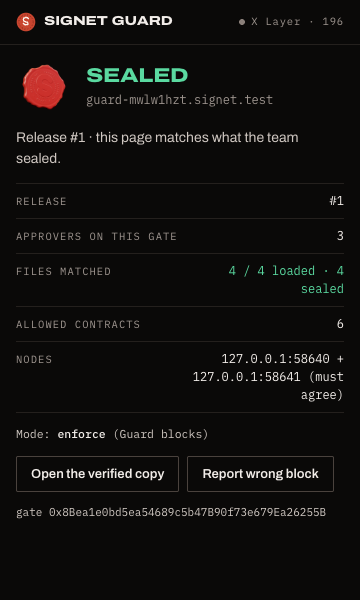 S SIGNET GUARD ● X Layer · 196
SEALED
guard-mwlw1hzt.signet.test
Release #1 · this page matches what the team
sealed.
RELEASE #1
APPROVERS ON THIS GATE 3
FILES MATCHED 4 / 4 loaded · 4
sealed
ALLOWED CONTRACTS 6
NODES 127.0.0.1:58640 +
127.0.0.1:58641 (must
agree)
Mode: enforce (Guard blocks)
Open the verified copy Report wrong block
gate 0x8Bea1e0bd5ea54689c5b47B90f73e679Ea26255B